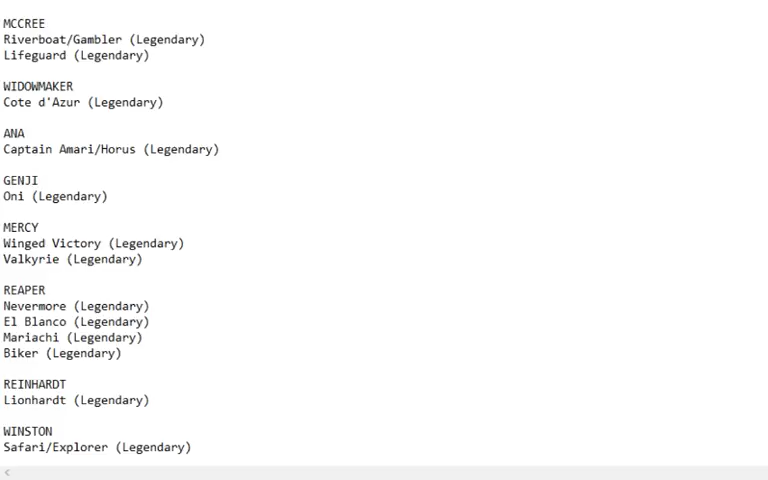 MCCREE
Riverboat/Gambler (Legendary)
Lifeguard (Legendary)
WIDOWMAKER
Cote d'Azur (Legendary)
ANA
Captain Amari/Horus (Legendary)
GENJI
Oni (Legendary)
MERCY
Winged Victory (Legendary)
Valkyrie (Legendary)
REAPER
Nevermore (Legendary)
El Blanco (Legendary)
Mariachi (Legendary)
Biker (Legendary)
REINHARDT
Lionhardt (Legendary)
WINSTON
Safari/Explorer (Legendary)